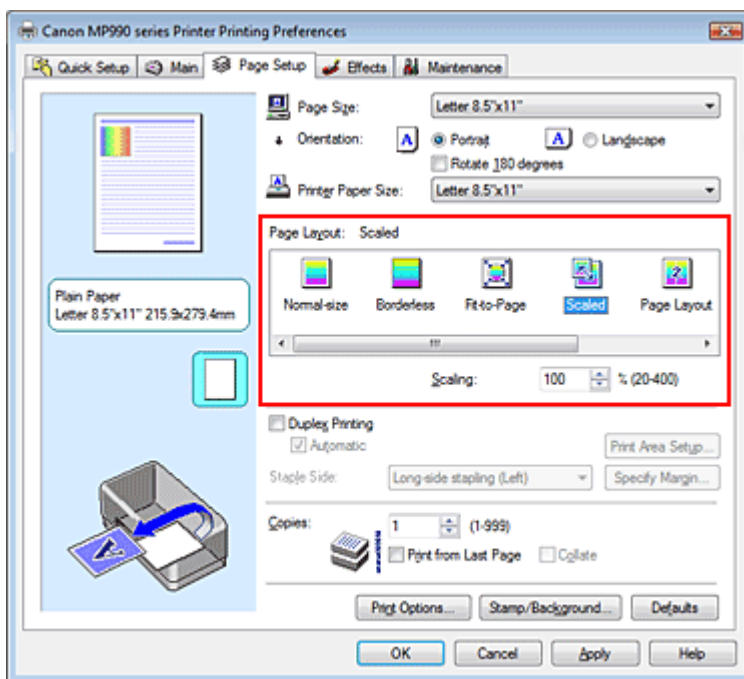 Canon MP990 series Printer Printing Preferences
Quick Setup Main Page Setup Effects Maintenance
Page Size: Letter 8.5"x11"
Orientation: A Portrait A Landscape
Rotate 180 degrees
Printer Paper Size: Letter 8.5"x11"
Page Layout: Scaled
Normal-size Borderless Fit-to-Page Scaled Page Layout
Plain Paper
Letter 8.5"x11" 215.9x279.4mm
Scaling: 100 % (20-400)
Duplex Printing
Automatic Print Area Setup...
Staple Side: Long-side stapling (Left) Specify Margin...
Copies: 1 (1-999)
Print from Last Page Collate
Print Options... Stamp/Background... Defaults
OK Cancel Apply Help